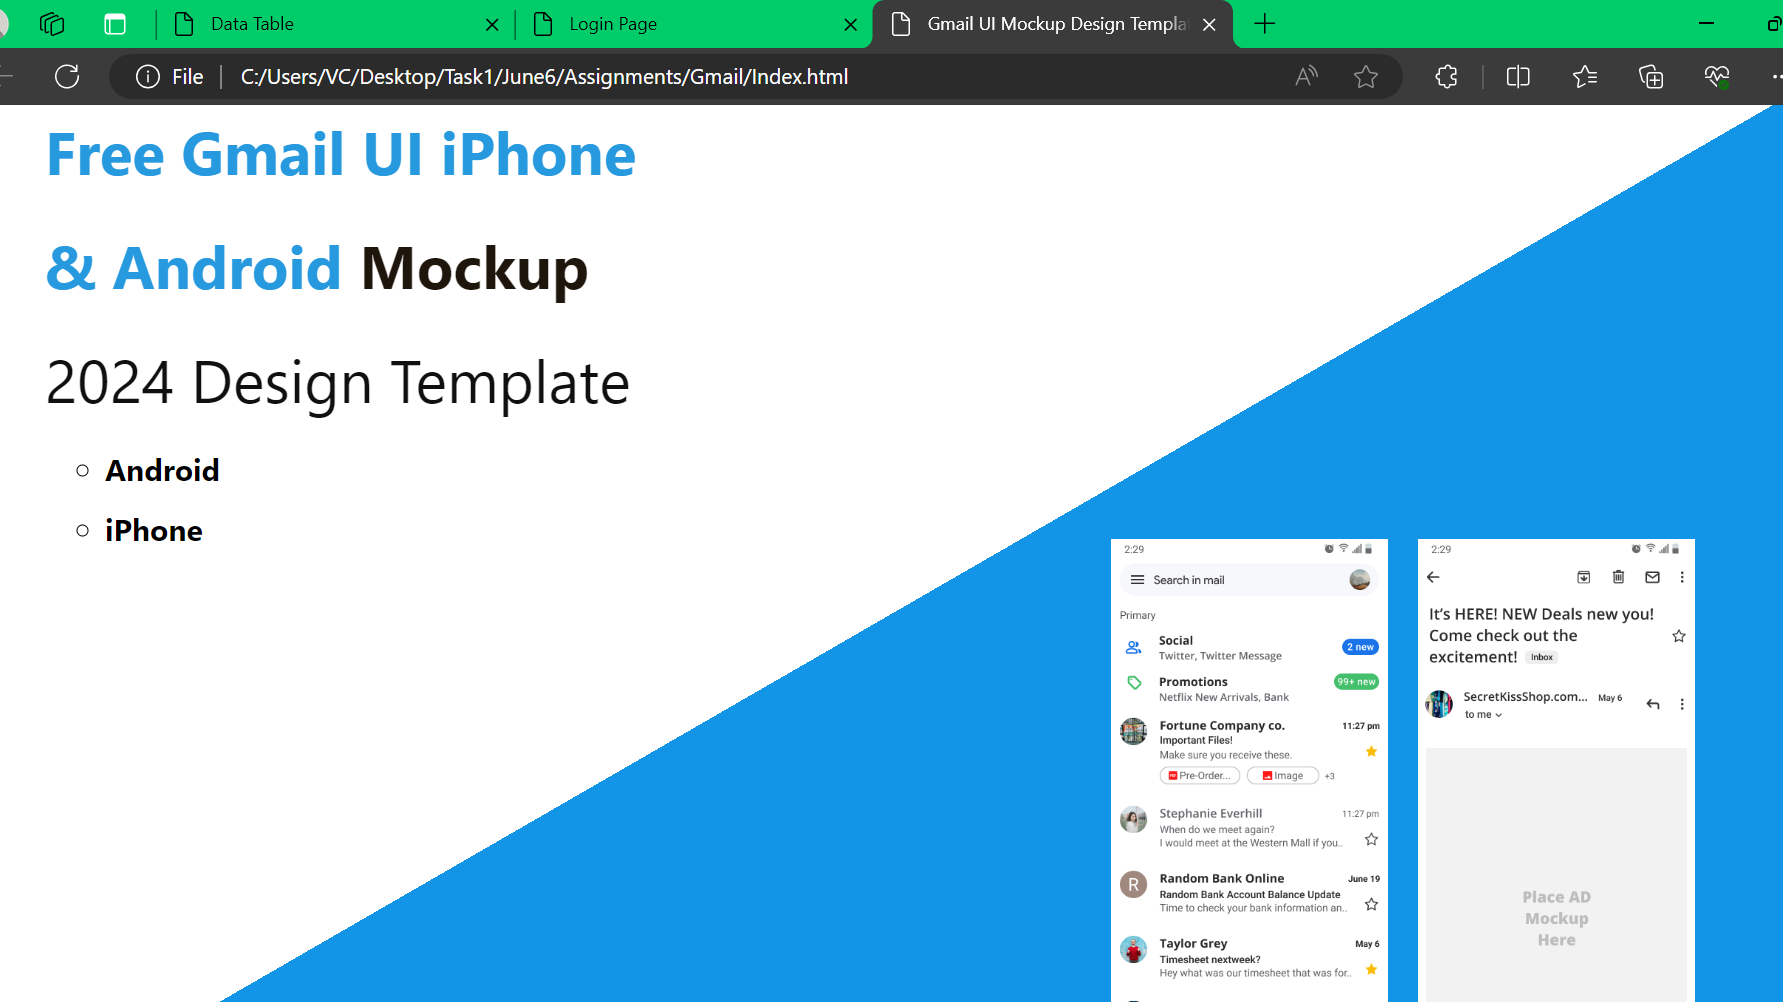 Data Table
Login Page
Gmail UI Mockup Design Templa
File
C:/Users/VC/Desktop/Task1/June6/Assignments/Gmail/Index.html
Free Gmail UI iPhone
& Android Mockup
2024 Design Template
Android
iPhone
2:29
Search in mail
Primary
Social
2 new
Twitter, Twitter Message
Promotions
99+ new
Netflix New Arrivals, Bank
Fortune Company co.
11:27 pm
Important Files!
Make sure you receive these.
PDF Pre-Order...
Image
+3
Stephanie Everhill
11:27 pm
When do we meet again?
I would meet at the Western Mall if you..
R
Random Bank Online
June 19
Random Bank Account Balance Update
Time to check your bank information an..
Taylor Grey
May 6
Timesheet nextweek?
Hey what was our timesheet that was for..
2:29
It’s HERE! NEW Deals new you!
Come check out the
excitement! Inbox
SecretKissShop.com...
May 6
to me
Place AD
Mockup
Here